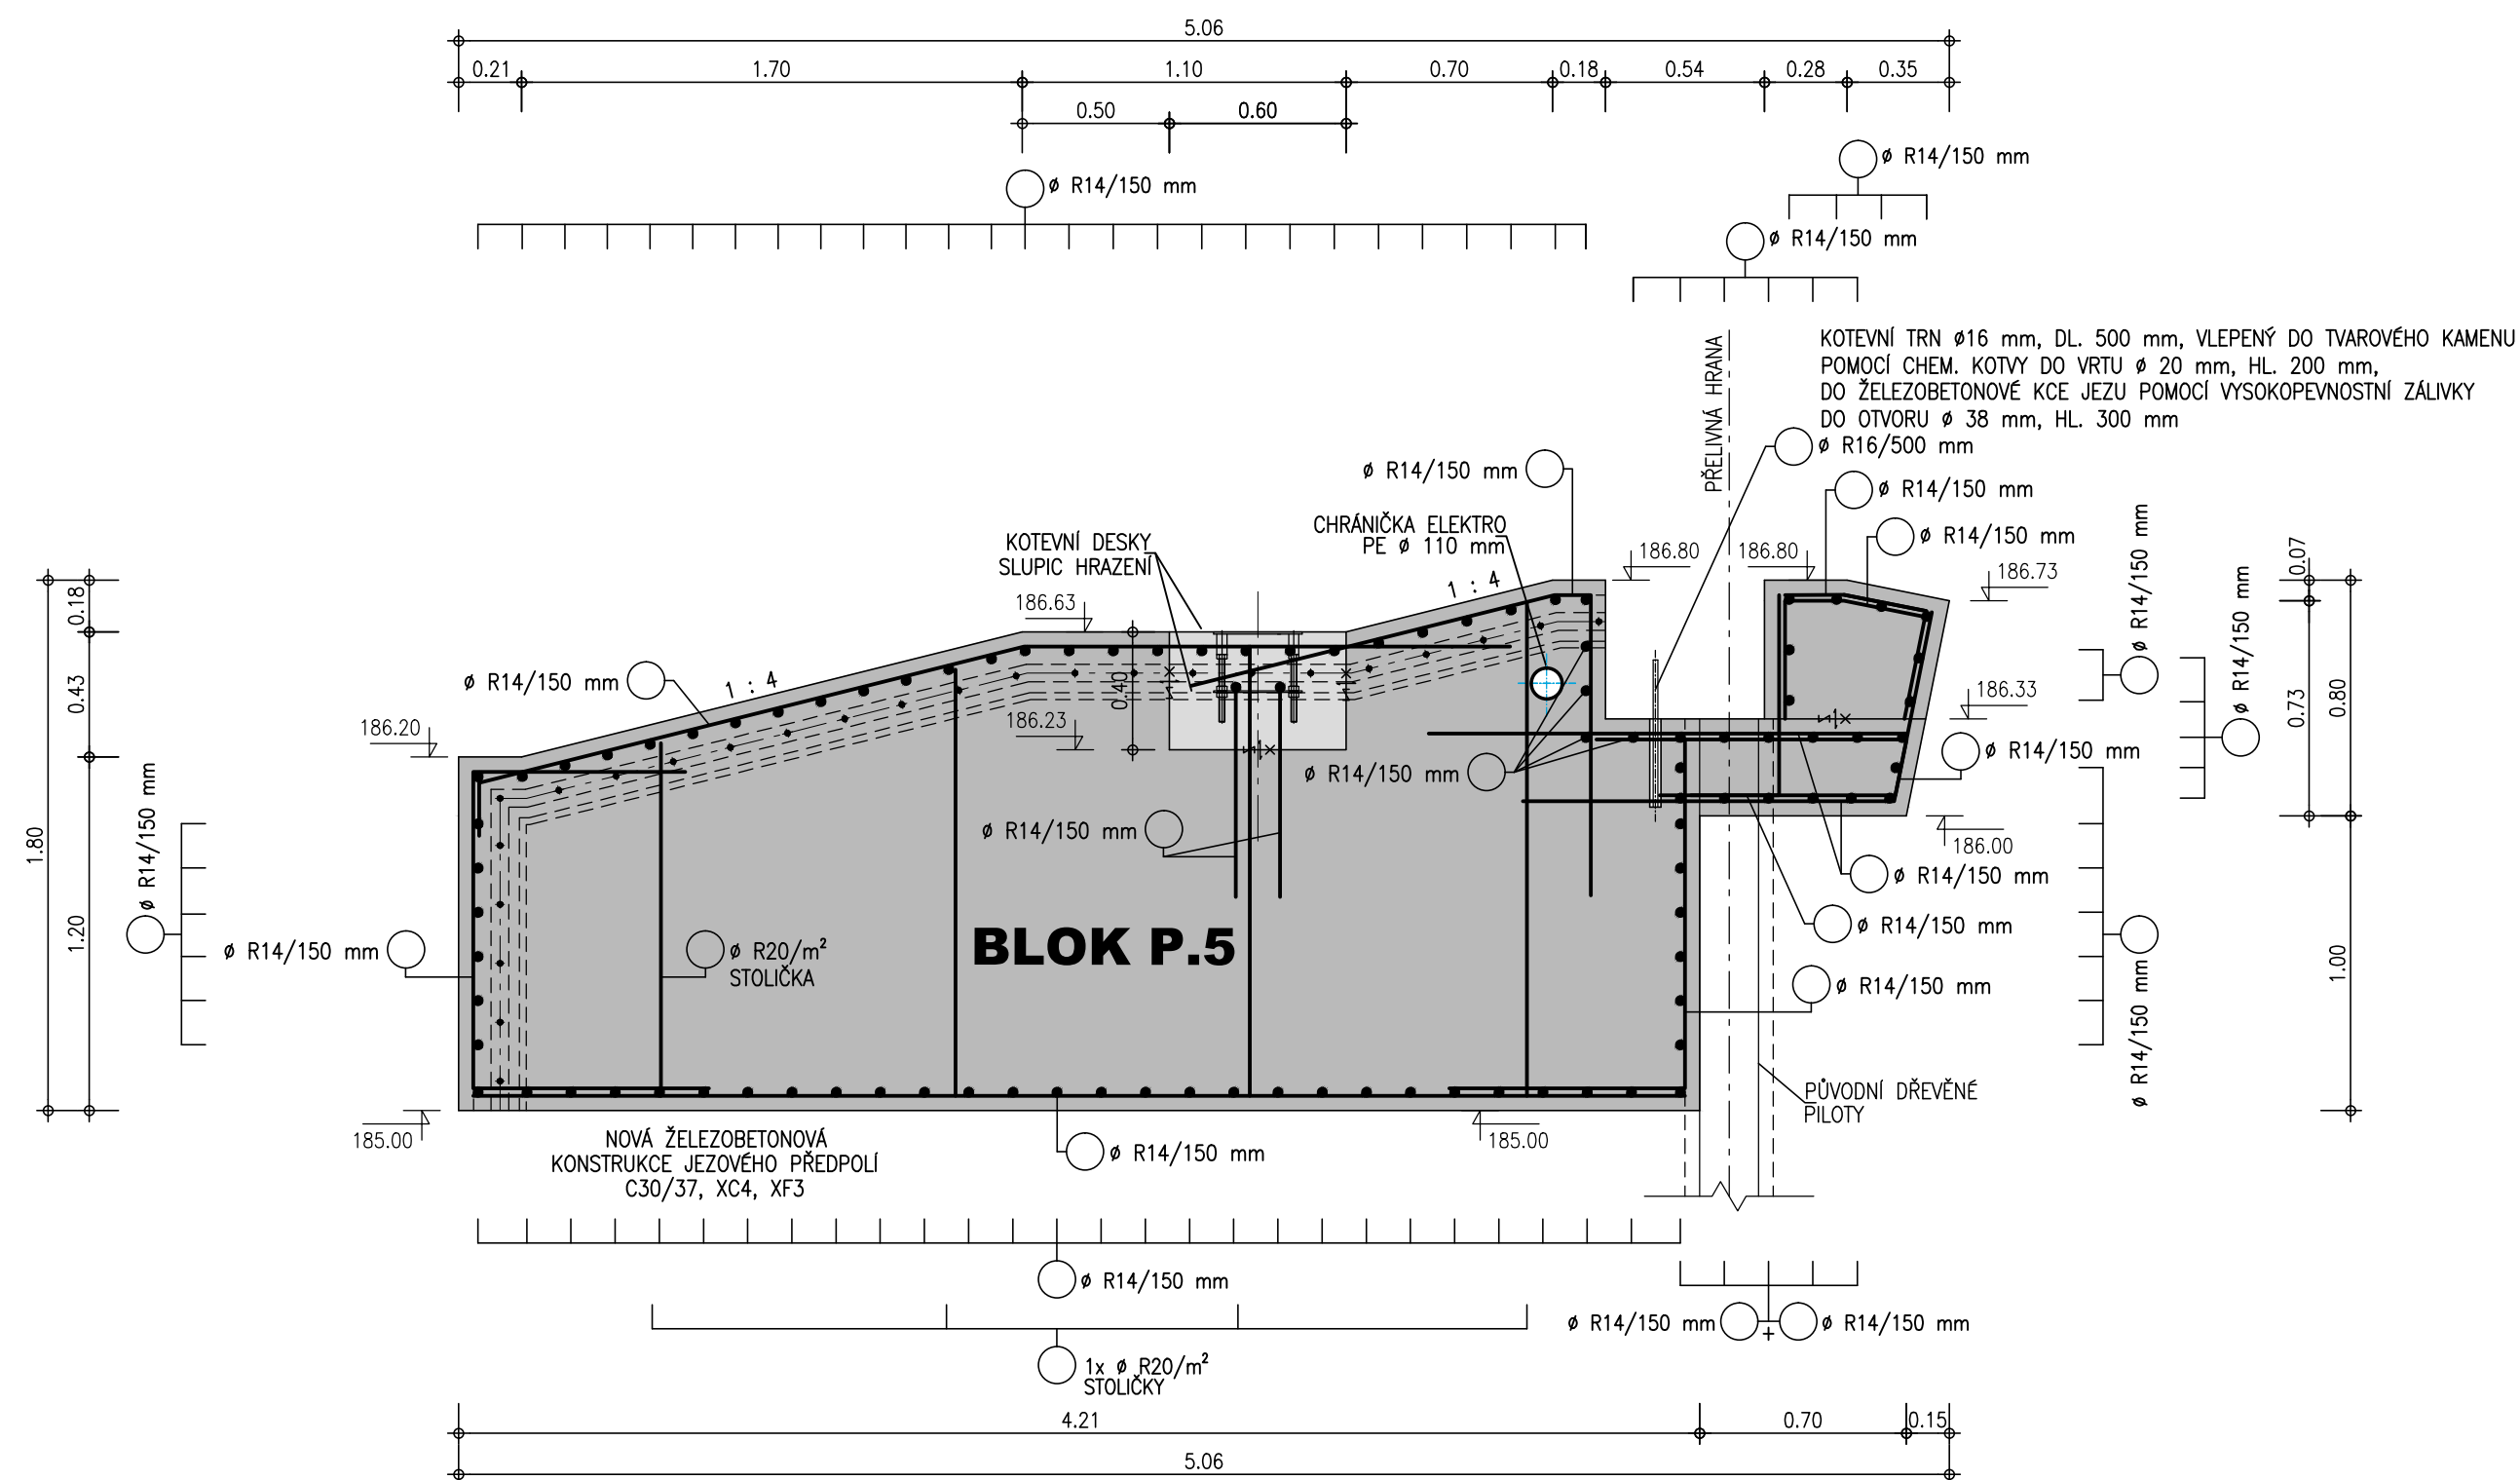 5.06
0.21 1.70 1.10 0.70 0.18 0.54 0.28 0.35
0.50 0.60
ø R14/150 mm
ø R14/150 mm
ø R14/150 mm
PŘELIVNÁ HRANA
KOTEVNÍ TRN ø16 mm, DL. 500 mm, VLEPENÝ DO TVAROVÉHO KAMENU
POMOCÍ CHEM. KOTVY DO VRTU ø 20 mm, HL. 200 mm,
DO ŽELEZOBETONOVÉ KCE JEZU POMOCÍ VYSOKOPEVNOSTNÍ ZÁLIVKY
DO OTVORU ø 38 mm, HL. 300 mm
ø R16/500 mm
ø R14/150 mm
ø R14/150 mm
ø R14/150 mm
CHRÁNIČKA ELEKTRO
PE ø 110 mm
KOTEVNÍ DESKY
SLUPIC HRAZENÍ
186.80
186.80
186.73
186.63
1 : 4
1 : 4
ø R14/150 mm
186.20
186.23
0.40
186.33
ø R14/150 mm
ø R14/150 mm
ø R14/150 mm
ø R14/150 mm
0.07
0.73
0.80
1.00
0.18
0.43
1.20
1.80
ø R14/150 mm
ø R14/150 mm
186.00
ø R14/150 mm
ø R14/150 mm
ø R14/150 mm
ø R14/150 mm
ø R14/150 mm
ø R20/m²
STOLIČKA
BLOK P.5
PŮVODNÍ DŘEVĚNÉ
PILOTY
185.00
185.00
NOVÁ ŽELEZOBETONOVÁ
KONSTRUKCE JEZOVÉHO PŘEDPOLÍ
C30/37, XC4, XF3
ø R14/150 mm
ø R14/150 mm
ø R14/150 mm + ø R14/150 mm
1x ø R20/m²
STOLIČKY
4.21 0.70 0.15
5.06